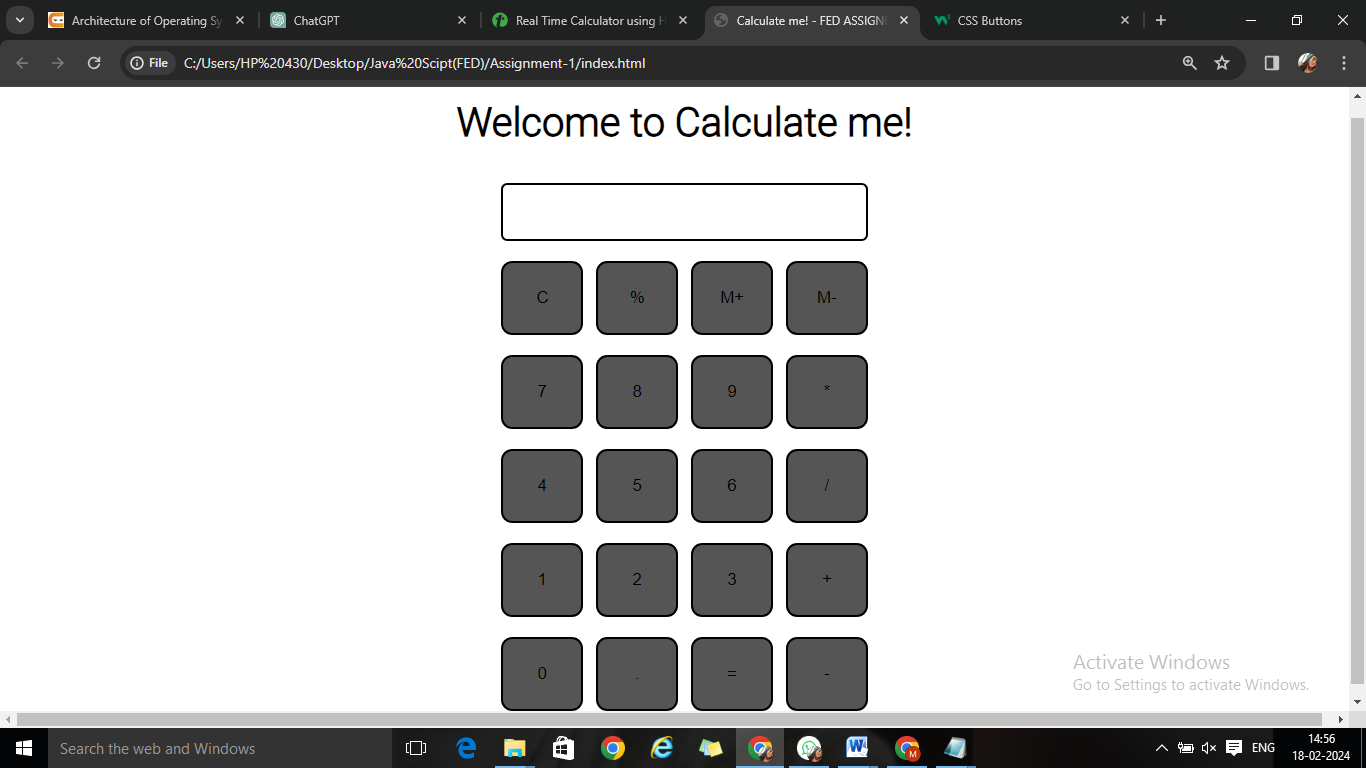 Architecture of Operating Sy
ChatGPT
Real Time Calculator using H
Calculate me! - FED ASSIGNM
CSS Buttons
File
C:/Users/HP%20430/Desktop/Java%20Scipt(FED)/Assignment-1/index.html
Welcome to Calculate me!
C % M+ M-
7 8 9 *
4 5 6 /
1 2 3 +
0 . = -
Activate Windows
Go to Settings to activate Windows.
Search the web and Windows
ENG
14:56
18-02-2024